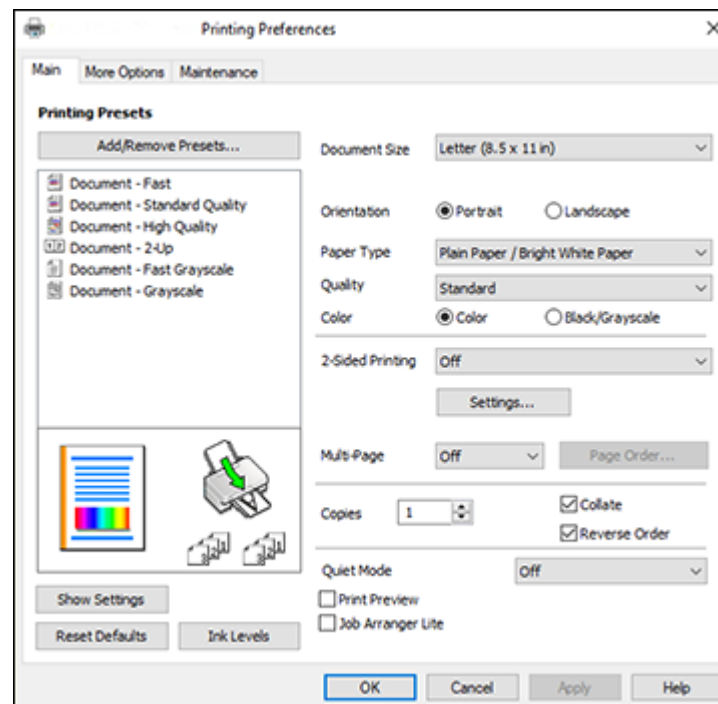 Printing Preferences
Main More Options Maintenance
Printing Presets
Add/Remove Presets...
Document - Fast
Document - Standard Quality
Document - High Quality
Document - 2-Up
Document - Fast Grayscale
Document - Grayscale
Show Settings
Reset Defaults Ink Levels
Document Size Letter (8.5 x 11 in)
Orientation Portrait Landscape
Paper Type Plain Paper / Bright White Paper
Quality Standard
Color Color Black/Grayscale
2-Sided Printing Off
Settings...
Multi-Page Off Page Order...
Copies 1 Collate
Reverse Order
Quiet Mode Off
Print Preview
Job Arranger Lite
OK Cancel Apply Help